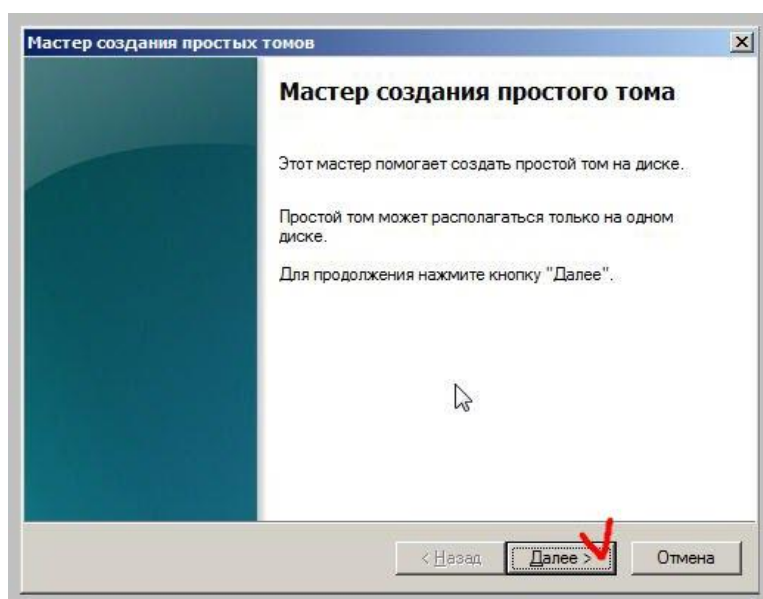 Мастер создания простых томов
Мастер создания простого тома
Этот мастер помогает создать простой том на диске.
Простой том может располагаться только на одном
диске.
Для продолжения нажмите кнопку "Далее".
< Назад
Далее >
Отмена